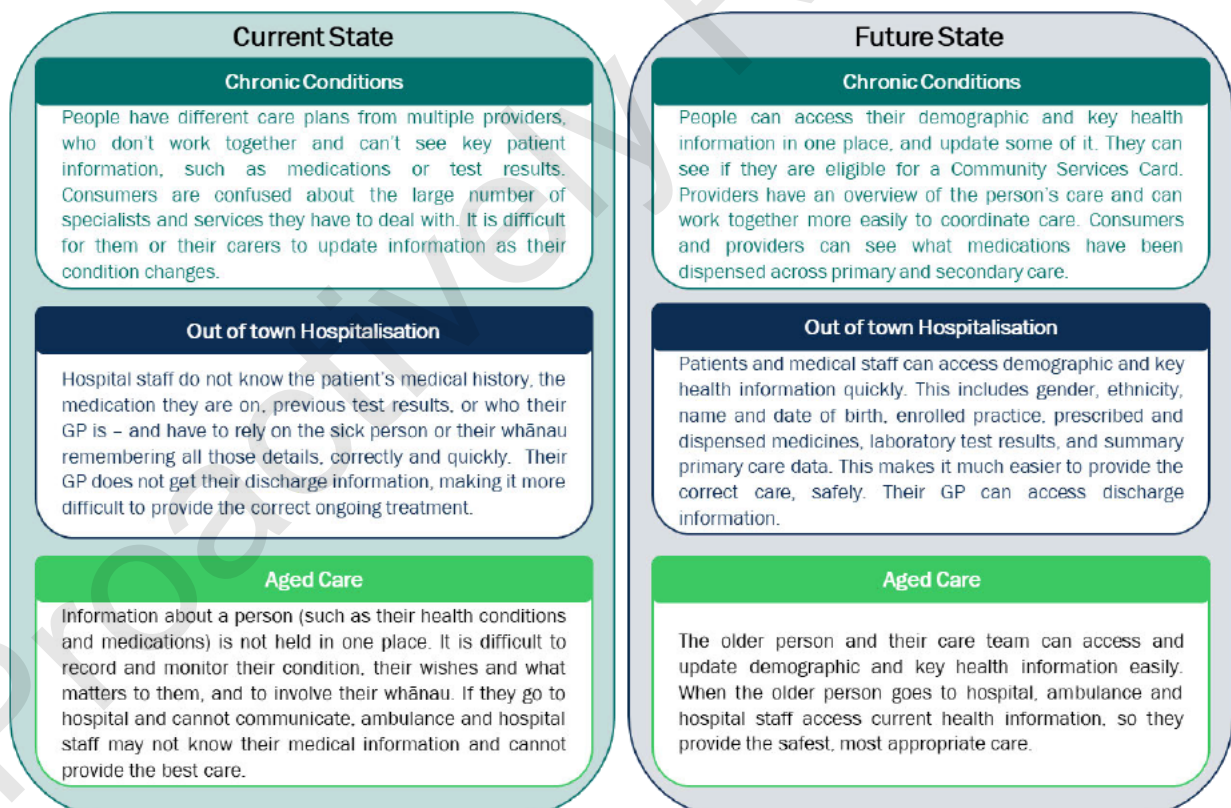 Current State
Chronic Conditions
People have different care plans from multiple providers,
who don't work together and can't see key patient
information, such as medications or test results.
Consumers are confused about the large number of
specialists and services they have to deal with. It is difficult
for them or their carers to update information as their
condition changes.
Out of town Hospitalisation
Hospital staff do not know the patient's medical history, the
medication they are on, previous test results, or who their
GP is – and have to rely on the sick person or their whānau
remembering all those details, correctly and quickly. Their
GP does not get their discharge information, making it more
difficult to provide the correct ongoing treatment.
Aged Care
Information about a person (such as their health conditions
and medications) is not held in one place. It is difficult to
record and monitor their condition, their wishes and what
matters to them, and to involve their whānau. If they go to
hospital and cannot communicate, ambulance and hospital
staff may not know their medical information and cannot
provide the best care.
Future State
Chronic Conditions
People can access their demographic and key health
information in one place, and update some of it. They can
see if they are eligible for a Community Services Card.
Providers have an overview of the person's care and can
work together more easily to coordinate care. Consumers
and providers can see what medications have been
dispensed across primary and secondary care.
Out of town Hospitalisation
Patients and medical staff can access demographic and key
health information quickly. This includes gender, ethnicity,
name and date of birth, enrolled practice, prescribed and
dispensed medicines, laboratory test results, and summary
primary care data. This makes it much easier to provide the
correct care, safely. Their GP can access discharge
information.
Aged Care
The older person and their care team can access and
update demographic and key health information easily.
When the older person goes to hospital, ambulance and
hospital staff access current health information, so they
provide the safest, most appropriate care.
Proactively